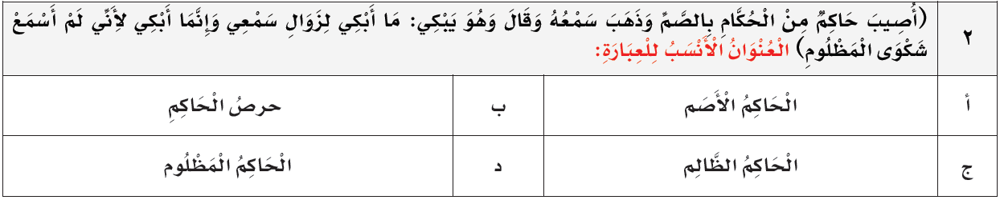 ٢
(أُصِيبَ حَاكِمٌ مِنْ الْحُكَّامِ بِالصَّمِّ وَذَهَبَ سَمْعُهُ وَقَالَ وَهُوَ يَبْكِي: مَا أَبْكِي لِزَوَالِ سَمْعِي وَإِنَّمَا أَبْكِي لأَِنِّي لَمْ أَسْمَعْ
شَكْوَى الْمَظْلُومِ) الْعُنْوَانُ الْأَنْسَبُ لِلْعِبَارَةِ:
أ الْحَاكِمُ الْأَصَم ب حرصُ الْحَاكِمِ
ج الْحَاكِمُ الظَّالِم د الْحَاكِمُ الْمَظْلُوم